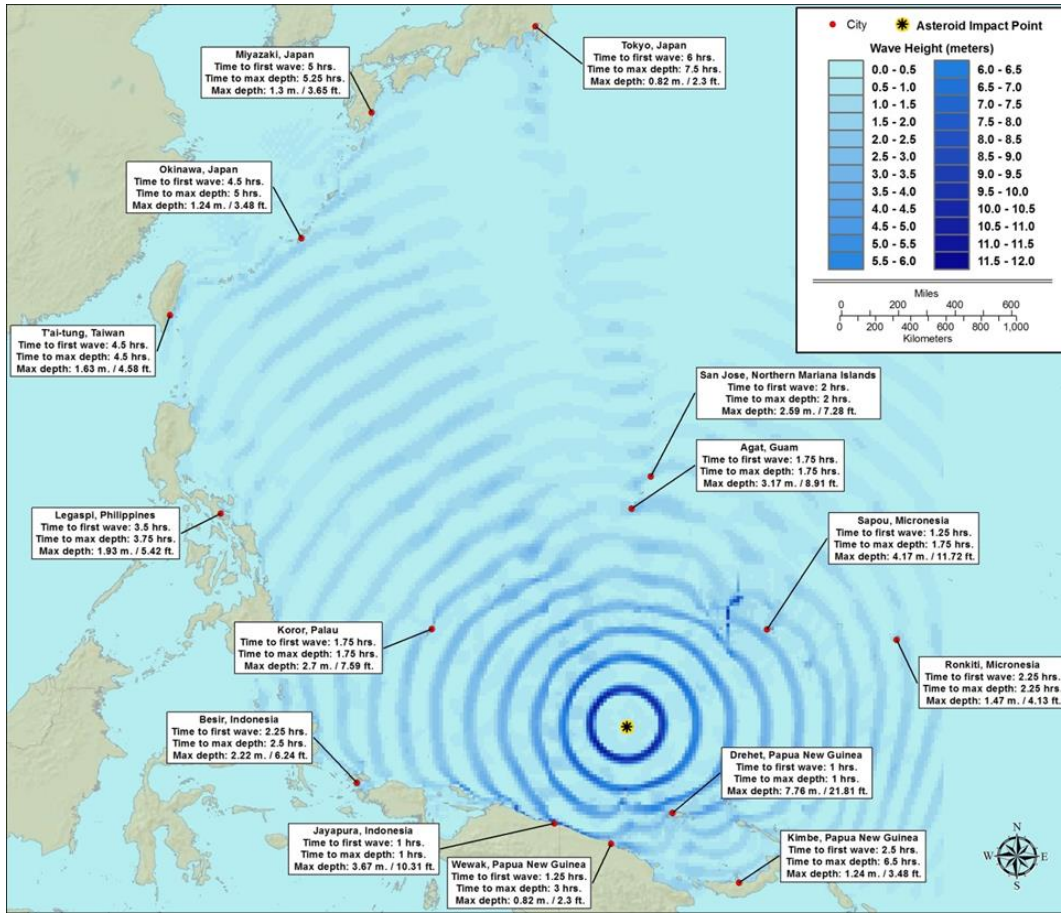 Miyazaki, Japan
Time to first wave: 5 hrs.
Time to max depth: 5.25 hrs.
Max depth: 1.3 m. / 3.65 ft.
Tokyo, Japan
Time to first wave: 6 hrs.
Time to max depth: 7.5 hrs.
Max depth: 0.82 m / 2.3 ft.
City
Asteroid Impact Point
Wave Height (meters)
0.0 - 0.5
0.5 - 1.0
1.0 - 1.5
1.5 - 2.0
2.0 - 2.5
2.5 - 3.0
3.0 - 3.5
3.5 - 4.0
4.0 - 4.5
4.5 - 5.0
5.0 - 5.5
5.5 - 6.0
6.0 - 6.5
6.5 - 7.0
7.0 - 7.5
7.5 - 8.0
8.0 - 8.5
8.5 - 9.0
9.0 - 9.5
9.5 - 10.0
10.0 - 10.5
10.5 - 11.0
11.0 - 11.5
11.5 - 12.0
Miles
0 200 400 600
0 200 400 600 800 1,000
Kilometers
Okinawa, Japan
Time to first wave: 4.5 hrs.
Time to max depth: 5 hrs.
Max depth: 1.24 m. / 3.48 ft.
T'ai-tung, Taiwan
Time to first wave: 4.5 hrs.
Time to max depth: 4.5 hrs.
Max depth: 1.63 m / 4.58 ft.
San Jose, Northern Mariana Islands
Time to first wave: 2 hrs.
Time to max depth: 2 hrs.
Max depth: 2.59 m / 7.28 ft.
Agat, Guam
Time to first wave: 1.75 hrs.
Time to max depth: 1.75 hrs.
Max depth: 3.17 m / 8.91 ft.
Legaspi, Philippines
Time to first wave: 3.5 hrs.
Time to max depth: 3.75 hrs.
Max depth: 1.93 m / 5.42 ft.
Sapou, Micronesia
Time to first wave: 1.25 hrs.
Time to max depth: 1.75 hrs.
Max depth: 4.17 m / 11.72 ft.
Koror, Palau
Time to first wave: 1.75 hrs.
Time to max depth: 1.75 hrs.
Max depth: 2.7 m / 7.59 ft.
Ronkiti, Micronesia
Time to first wave: 2.25 hrs.
Time to max depth: 2.25 hrs.
Max depth: 1.47 m / 4.13 ft.
Besir, Indonesia
Time to first wave: 2.25 hrs.
Time to max depth: 2.5 hrs.
Max depth: 2.22 m / 6.24 ft.
Drehet, Papua New Guinea
Time to first wave: 1 hrs.
Time to max depth: 1 hrs.
Max depth: 7.76 m / 21.81 ft.
Jayapura, Indonesia
Time to first wave: 1 hrs.
Time to max depth: 1 hrs.
Max depth: 3.67 m / 10.31 ft.
Wewak, Papua New Guinea
Time to first wave: 1.25 hrs.
Time to max depth: 3 hrs.
Max depth: 0.82 m / 2.3 ft.
Kimbe, Papua New Guinea
Time to first wave: 2.5 hrs.
Time to max depth: 6.5 hrs.
Max depth: 1.24 m / 3.48 ft.
N
W E
S